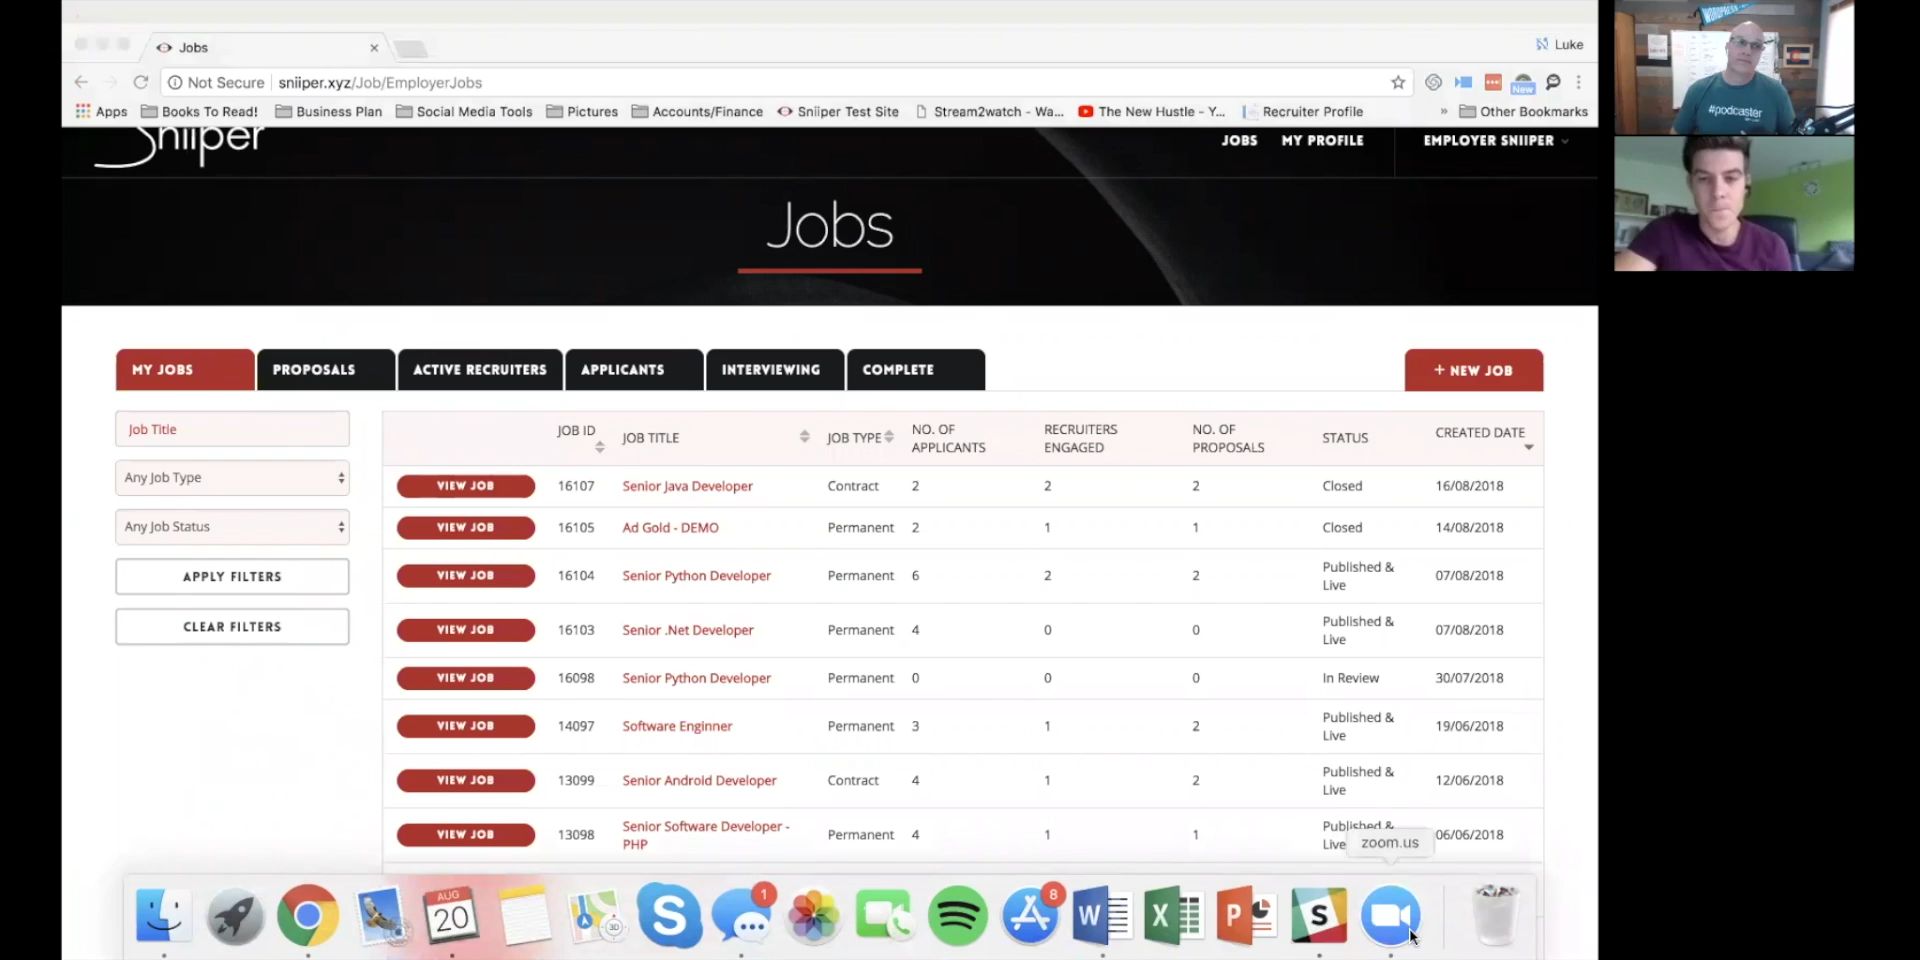 Jobs
Luke
Not Secure
sniiper.xyz/Job/EmployerJobs
New
Apps
Books To Read!
Business Plan
Social Media Tools
Pictures
Accounts/Finance
Sniiper Test Site
Stream2watch - Wa...
The New Hustle - Y...
Recruiter Profile
»
Other Bookmarks
Sniiper
JOBS
MY PROFILE
EMPLOYER SNIIPER
Jobs
MY JOBS
PROPOSALS
ACTIVE RECRUITERS
APPLICANTS
INTERVIEWING
COMPLETE
+ NEW JOB
Job Title
Any Job Type
Any Job Status
APPLY FILTERS
CLEAR FILTERS
JOB ID JOB TITLE JOB TYPE NO. OF APPLICANTS RECRUITERS ENGAGED NO. OF PROPOSALS STATUS CREATED DATE
VIEW JOB 16107 Senior Java Developer Contract 2 2 2 Closed 16/08/2018
VIEW JOB 16105 Ad Gold - DEMO Permanent 2 1 1 Closed 14/08/2018
VIEW JOB 16104 Senior Python Developer Permanent 6 2 2 Published & Live 07/08/2018
VIEW JOB 16103 Senior .Net Developer Permanent 4 0 0 Published & Live 07/08/2018
VIEW JOB 16098 Senior Python Developer Permanent 0 0 0 In Review 30/07/2018
VIEW JOB 14097 Software Enginner Permanent 3 1 2 Published & Live 19/06/2018
VIEW JOB 13099 Senior Android Developer Contract 4 1 2 Published & Live 12/06/2018
VIEW JOB 13098 Senior Software Developer - PHP Permanent 4 1 1 Published & Live 06/06/2018
zoom.us
AUG
20
3D
S
1
8
W
X
P
S
WORDPRESS
#podcaster